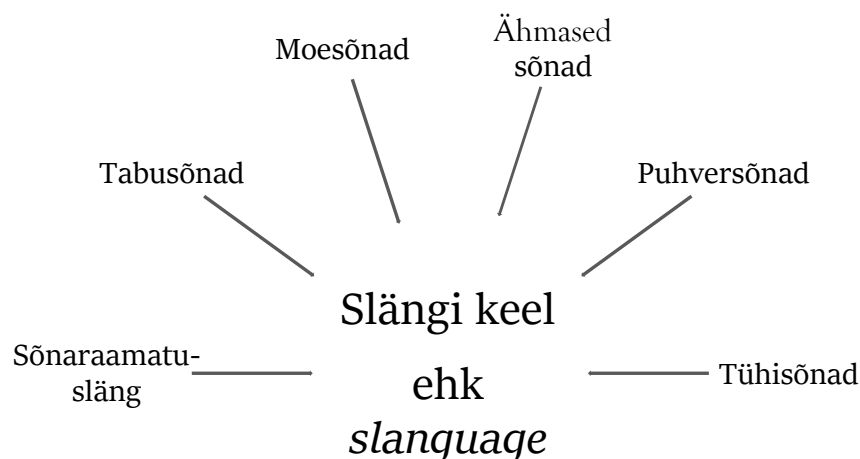 Moesõnad
Ähmased
sõnad
Tabusõnad
Puhversõnad
Slängi keel
Sõnaraamatu-
släng
ehk
Tühisõnad
slanguage